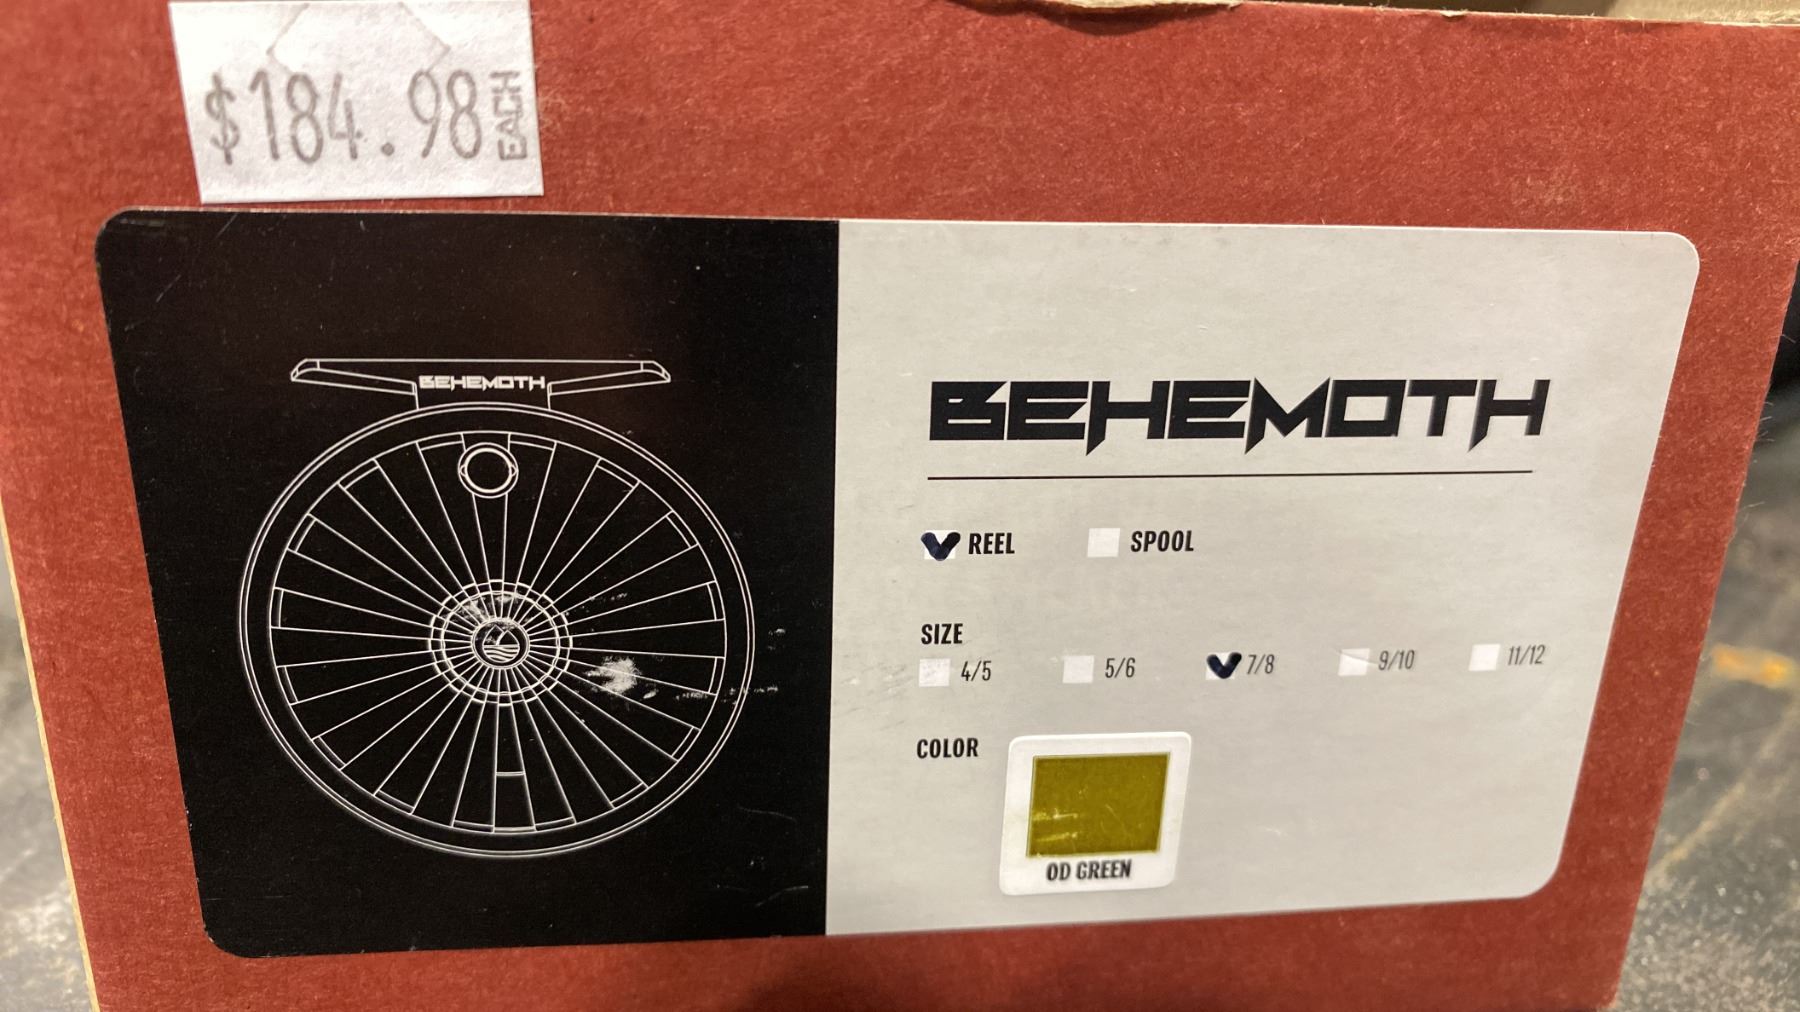 $184.98 EACH
BEHEMOTH
BEHEMOTH
REEL SPOOL
SIZE
4/5 5/6 7/8 9/10 11/12
COLOR
OD GREEN